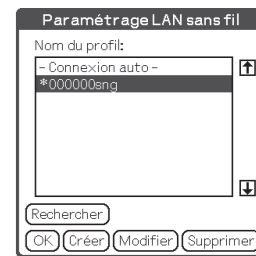 Paramétrage LAN sans fil
Nom du profil:
- Connexion auto -
*000000sng
Rechercher
OK Créer Modifier Supprimer